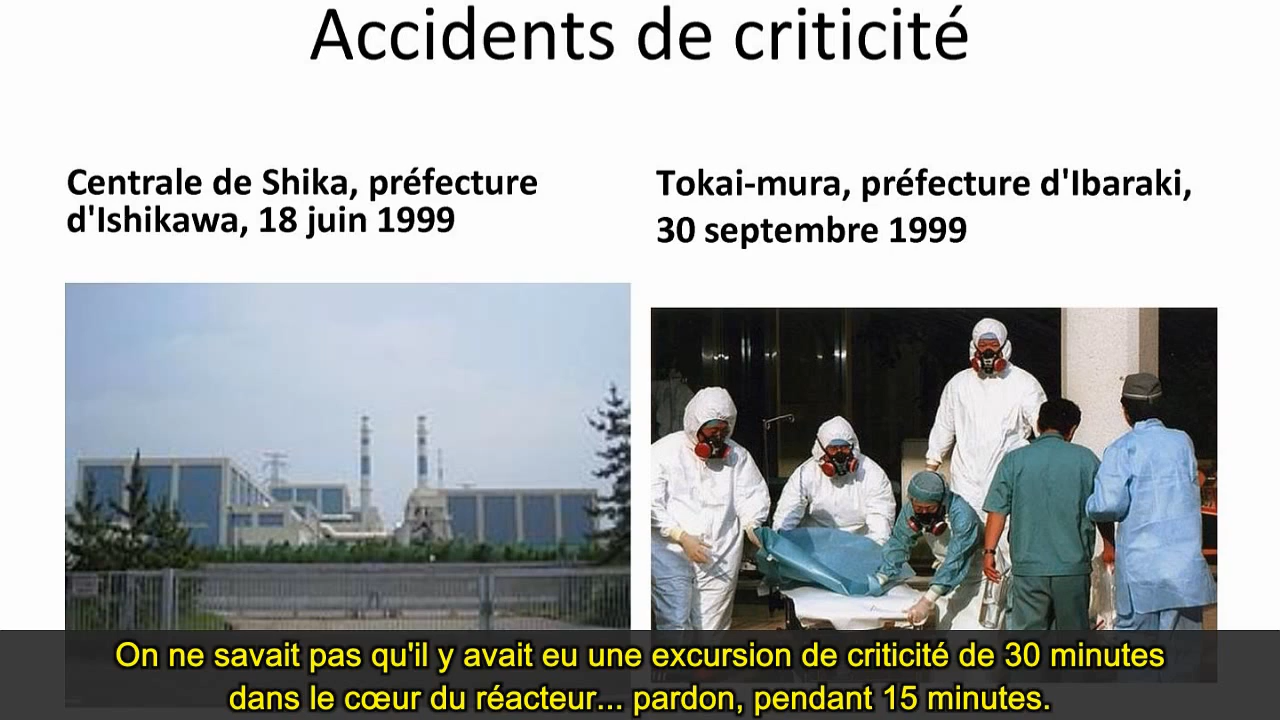 Accidents de criticité
Centrale de Shika, préfecture
d'Ishikawa, 18 juin 1999
Tokai-mura, préfecture d'Ibaraki,
30 septembre 1999
On ne savait pas qu'il y avait eu une excursion de criticité de 30 minutes
dans le cœur du réacteur... pardon, pendant 15 minutes.